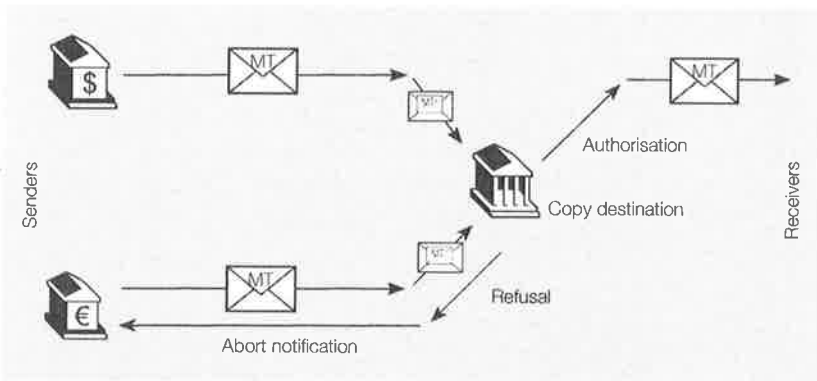 MT
MT
$
MT
Authorisation
Senders
Copy destination
Receivers
MT
MT
Refusal
€
Abort notification